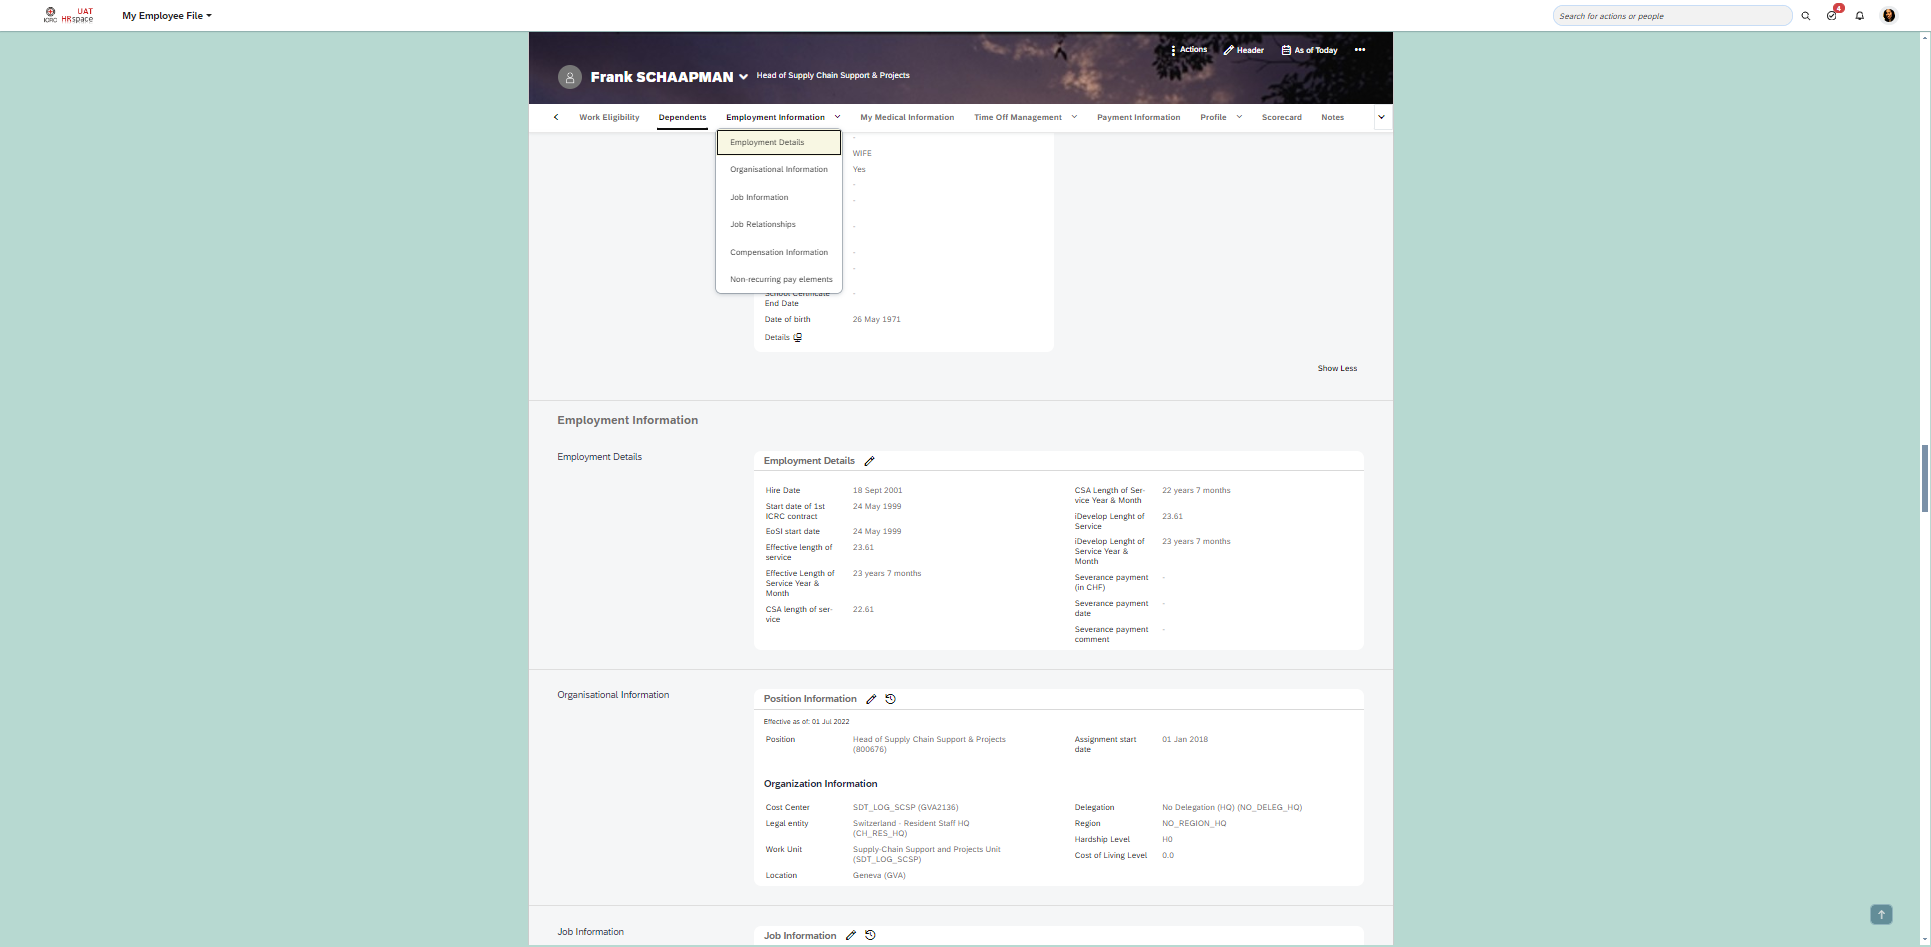 UAT
ICRC HRspace
My Employee File
Search for actions or people
4
Actions
Header
As of Today
Frank SCHAAPMAN
Head of Supply Chain Support & Projects
Work Eligibility
Dependents
Employment Information
My Medical Information
Time Off Management
Payment Information
Profile
Scorecard
Notes
Employment Details
Organisational Information
Job Information
Job Relationships
Compensation Information
Non-recurring pay elements
-
WIFE
Yes
-
-
-
-
-
School Certificate
End Date
-
Date of birth
26 May 1971
Details
Show Less
Employment Information
Employment Details
Employment Details
Hire Date
18 Sept 2001
Start date of 1st
ICRC contract
24 May 1999
EoSI start date
24 May 1999
Effective length of
service
23.61
Effective Length of
Service Year &
Month
23 years 7 months
CSA length of ser-
vice
22.61
CSA Length of Ser-
vice Year & Month
22 years 7 months
iDevelop Lenght of
Service
23.61
iDevelop Lenght of
Service Year &
Month
23 years 7 months
Severance payment
(in CHF)
-
Severance payment
date
-
Severance payment
comment
-
Organisational Information
Position Information
Effective as of: 01 Jul 2022
Position
Head of Supply Chain Support & Projects
(800676)
Assignment start
date
01 Jan 2018
Organization Information
Cost Center
SDT_LOG_SCSP (GVA2136)
Legal entity
Switzerland - Resident Staff HQ
(CH_RES_HQ)
Work Unit
Supply-Chain Support and Projects Unit
(SDT_LOG_SCSP)
Location
Geneva (GVA)
Delegation
No Delegation (HQ) (NO_DELEG_HQ)
Region
NO_REGION_HQ
Hardship Level
H0
Cost of Living Level
0.0
Job Information
Job Information